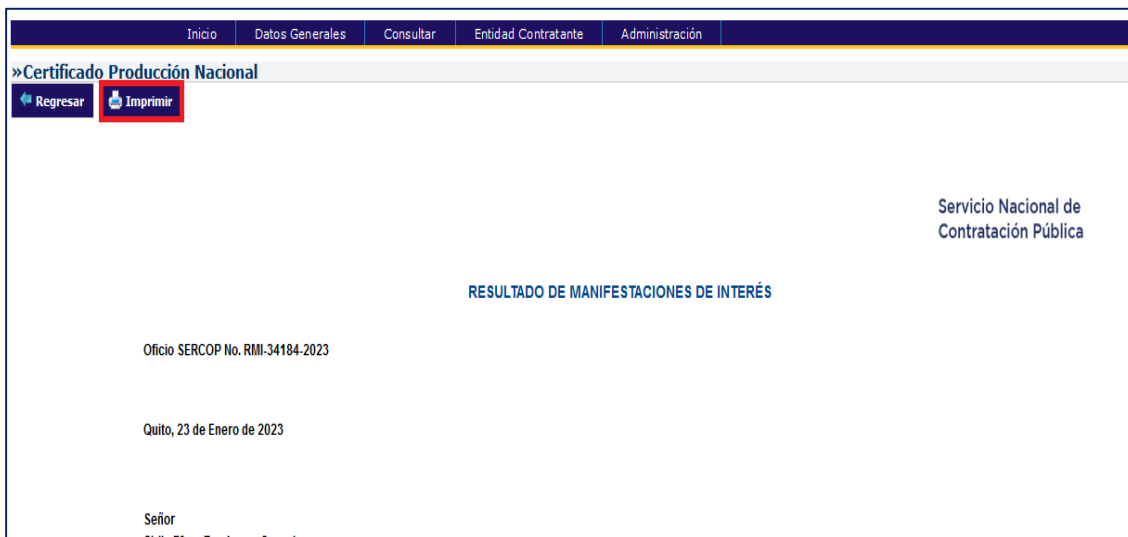 Inicio Datos Generales Consultar Entidad Contratante Administración
»Certificado Producción Nacional
Regresar Imprimir
Servicio Nacional de
Contratación Pública
RESULTADO DE MANIFESTACIONES DE INTERÉS
Oficio SERCOP No. RMI-34184-2023
Quito, 23 de Enero de 2023
Señor